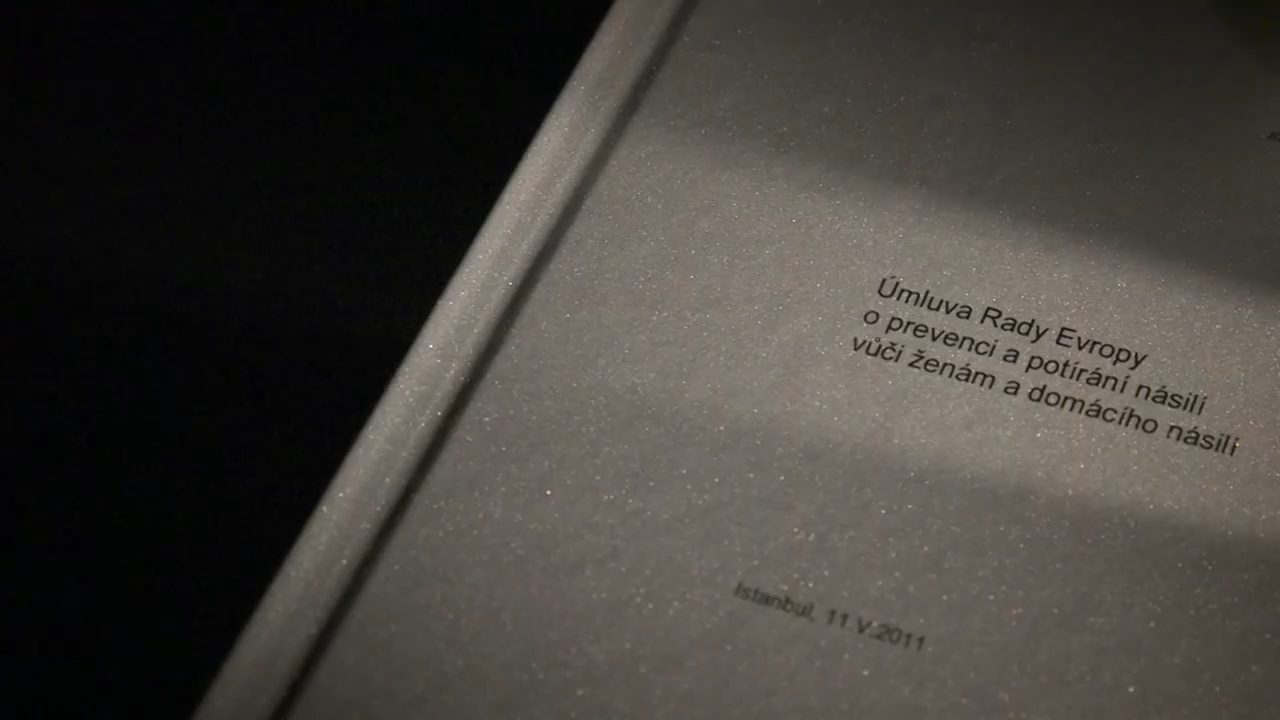 Úmluva Rady Evropy
o prevenci a potírání násilí
vůči ženám a domácího násilí
Istanbul, 11 V.2011